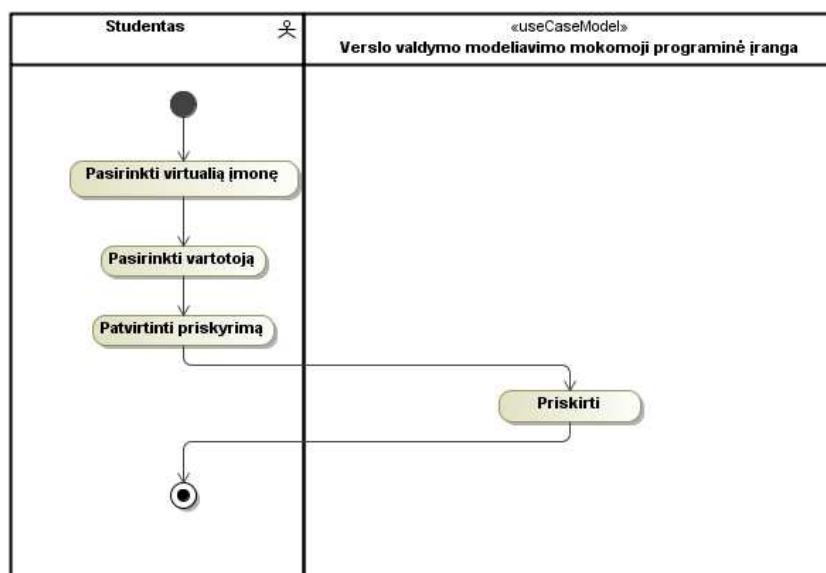 Studentas
«useCaseModel»
Verslo valdymo modeliavimo mokomoji programinė įranga
Pasirinkti virtualią įmonę
Pasirinkti vartotoją
Patvirtinti priskyrimą
Priskirti